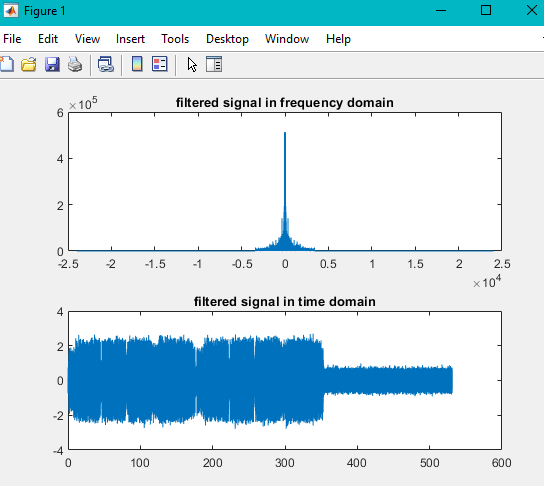 Figure 1
File Edit View Insert Tools Desktop Window Help
filtered signal in frequency domain
×10^5
6
4
2
0
-2.5 -2 -1.5 -1 -0.5 0 0.5 1 1.5 2 2.5
×10^4
filtered signal in time domain
4
2
0
-2
-4
0 100 200 300 400 500 600